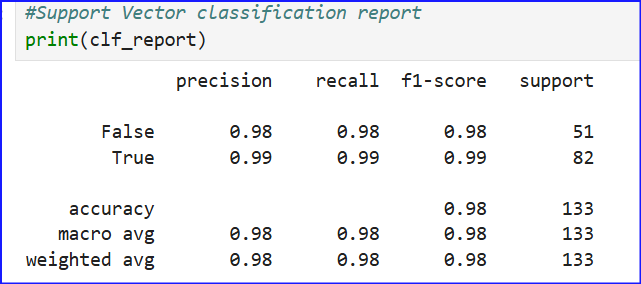 #Support Vector classification report
print(clf_report)
precision recall f1-score support
False 0.98 0.98 0.98 51
True 0.99 0.99 0.99 82
accuracy 0.98 133
macro avg 0.98 0.98 0.98 133
weighted avg 0.98 0.98 0.98 133